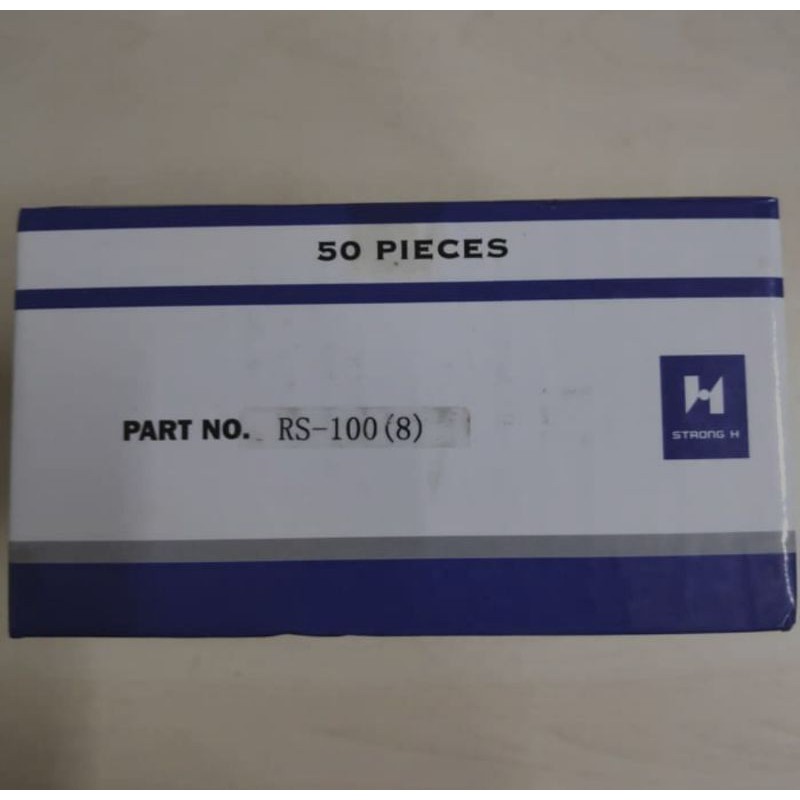 50 PIECES
PART NO. RS-100(8)
STRONG H